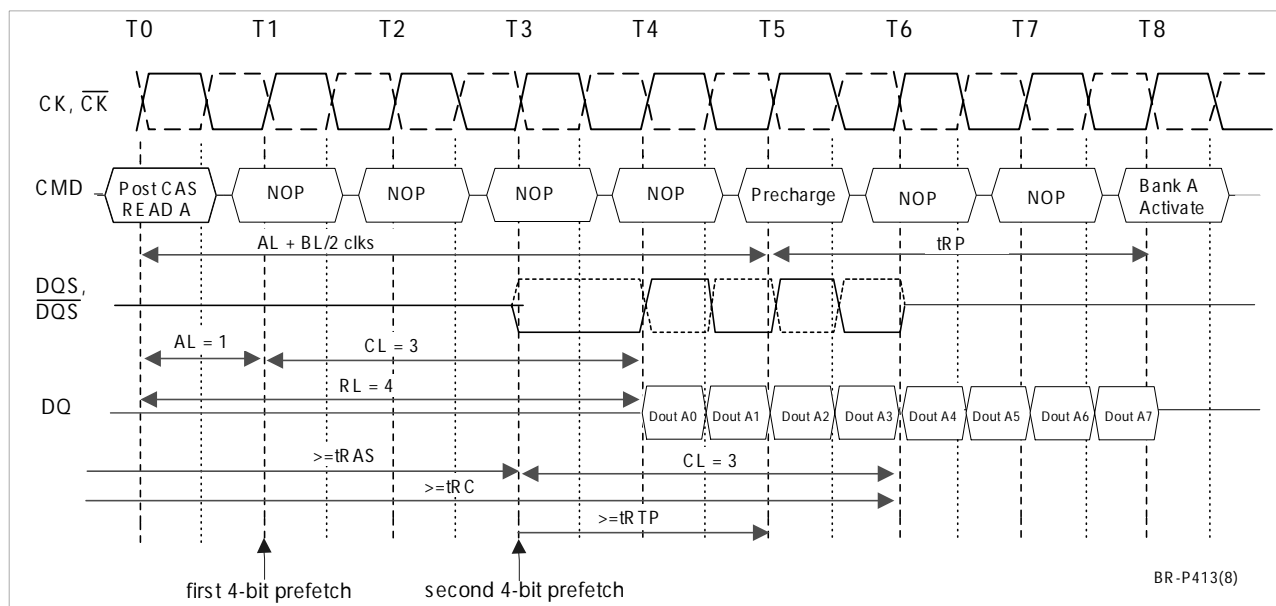 T0 T1 T2 T3 T4 T5 T6 T7 T8
CK, CK
CMD
Post CAS
READ A
NOP
NOP
NOP
NOP
Precharge
NOP
NOP
Bank A
Activate
AL + BL/2 clks
tRP
DQS,
DQS
AL = 1
CL = 3
RL = 4
DQ
Dout A0
Dout A1
Dout A2
Dout A3
Dout A4
Dout A5
Dout A6
Dout A7
>=tRAS
CL = 3
>=tRC
>=tRTP
first 4-bit prefetch
second 4-bit prefetch
BR-P413(8)